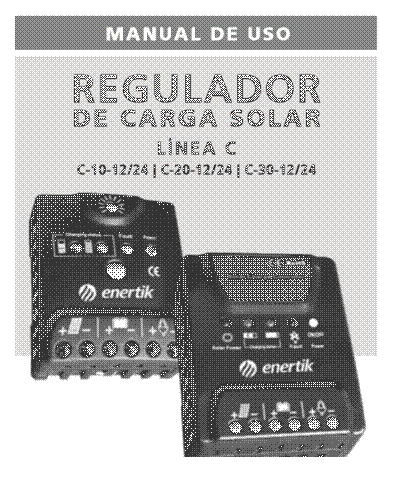 MANUAL DE USO
REGULADOR
DE CARGA SOLAR
LÍNEA C
C-10-12/24 | C-20-12/24 | C-30-12/24
CE
enertik
enertik